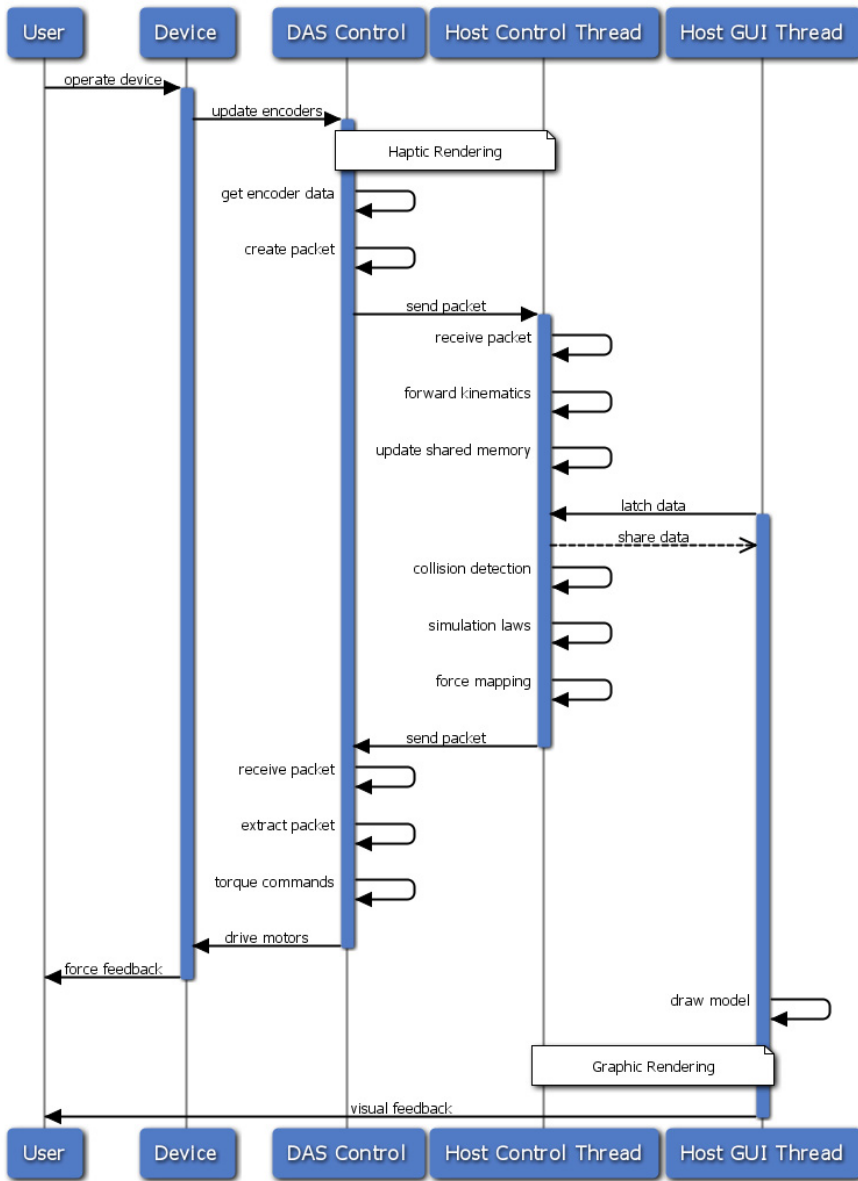 User Device DAS Control Host Control Thread Host GUI Thread
operate device
update encoders
Haptic Rendering
get encoder data
create packet
send packet
receive packet
forward kinematics
update shared memory
latch data
share data
collision detection
simulation laws
force mapping
send packet
receive packet
extract packet
torque commands
drive motors
force feedback
draw model
Graphic Rendering
visual feedback
User Device DAS Control Host Control Thread Host GUI Thread